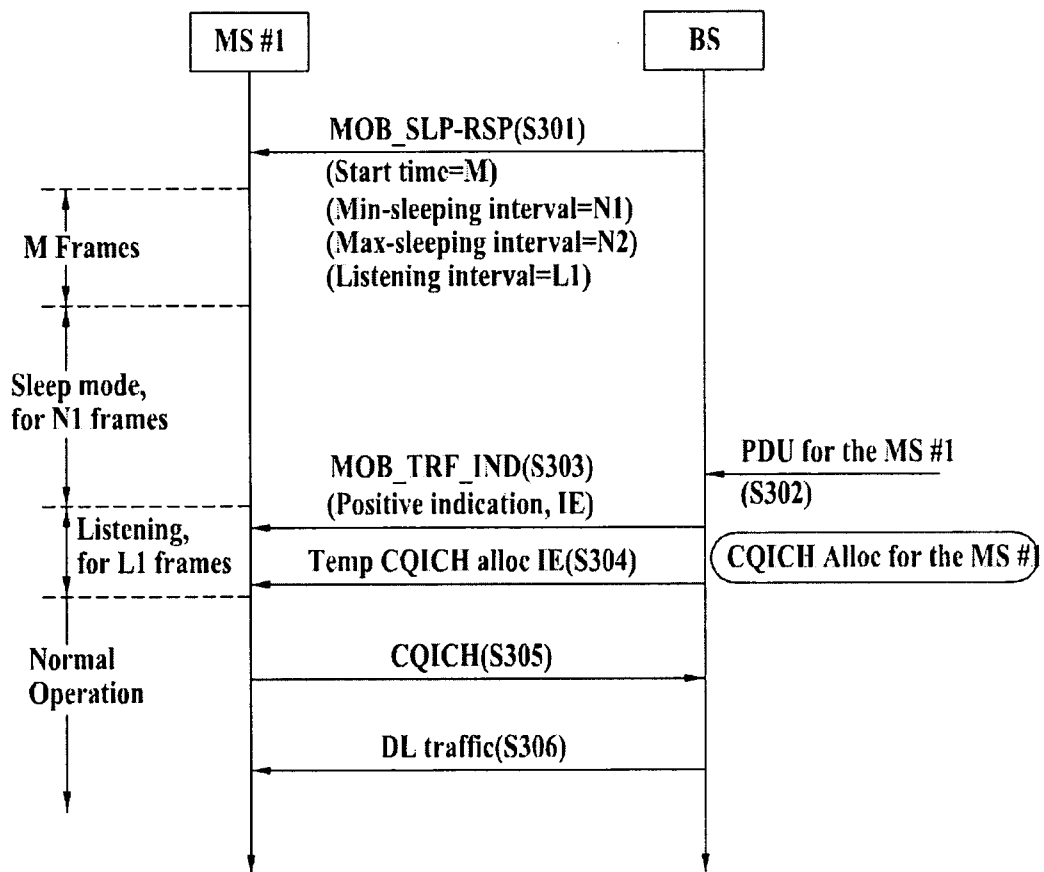 MS #1
BS
MOB_SLP-RSP(S301)
(Start time=M)
(Min-sleeping interval=N1)
(Max-sleeping interval=N2)
(Listening interval=L1)
M Frames
Sleep mode,
for N1 frames
PDU for the MS #1
(S302)
MOB_TRF_IND(S303)
(Positive indication, IE)
Listening,
for L1 frames
Temp CQICH alloc IE(S304)
CQICH Alloc for the MS #1
Normal
Operation
CQICH(S305)
DL traffic(S306)